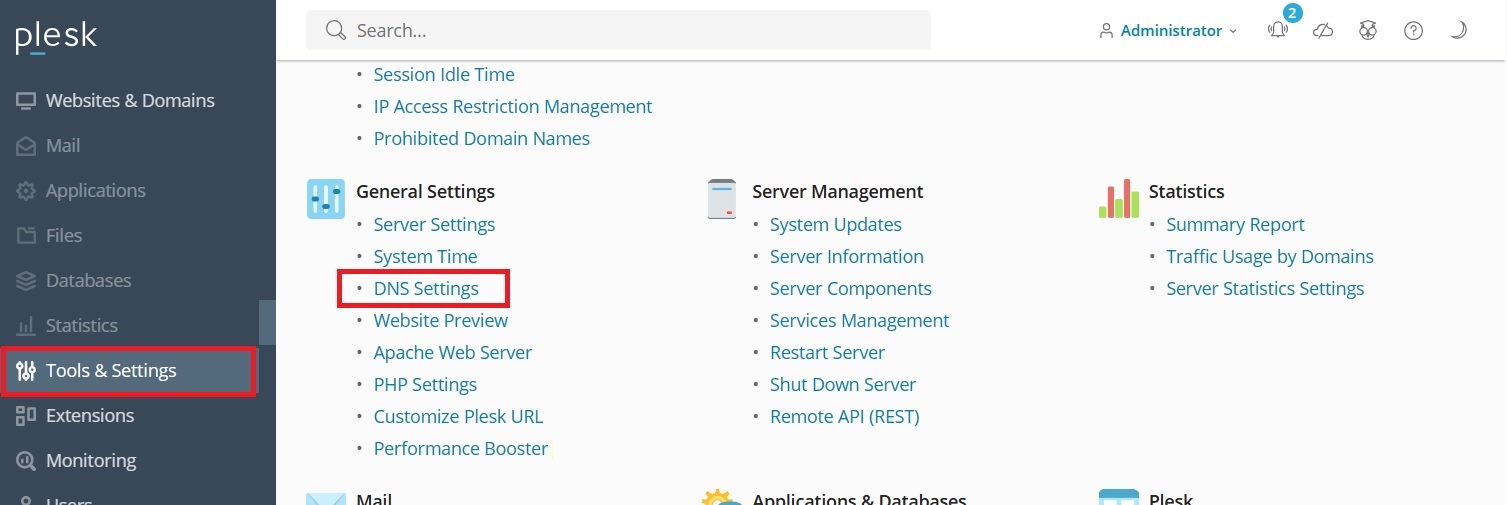 plesk
Search...
Administrator
2
Websites & Domains
Mail
Applications
Files
Databases
Statistics
Tools & Settings
Extensions
Monitoring
Users
Session Idle Time
IP Access Restriction Management
Prohibited Domain Names
General Settings
Server Settings
System Time
DNS Settings
Website Preview
Apache Web Server
PHP Settings
Customize Plesk URL
Performance Booster
Server Management
System Updates
Server Information
Server Components
Services Management
Restart Server
Shut Down Server
Remote API (REST)
Statistics
Summary Report
Traffic Usage by Domains
Server Statistics Settings
Mail
Applications & Databases
Plesk